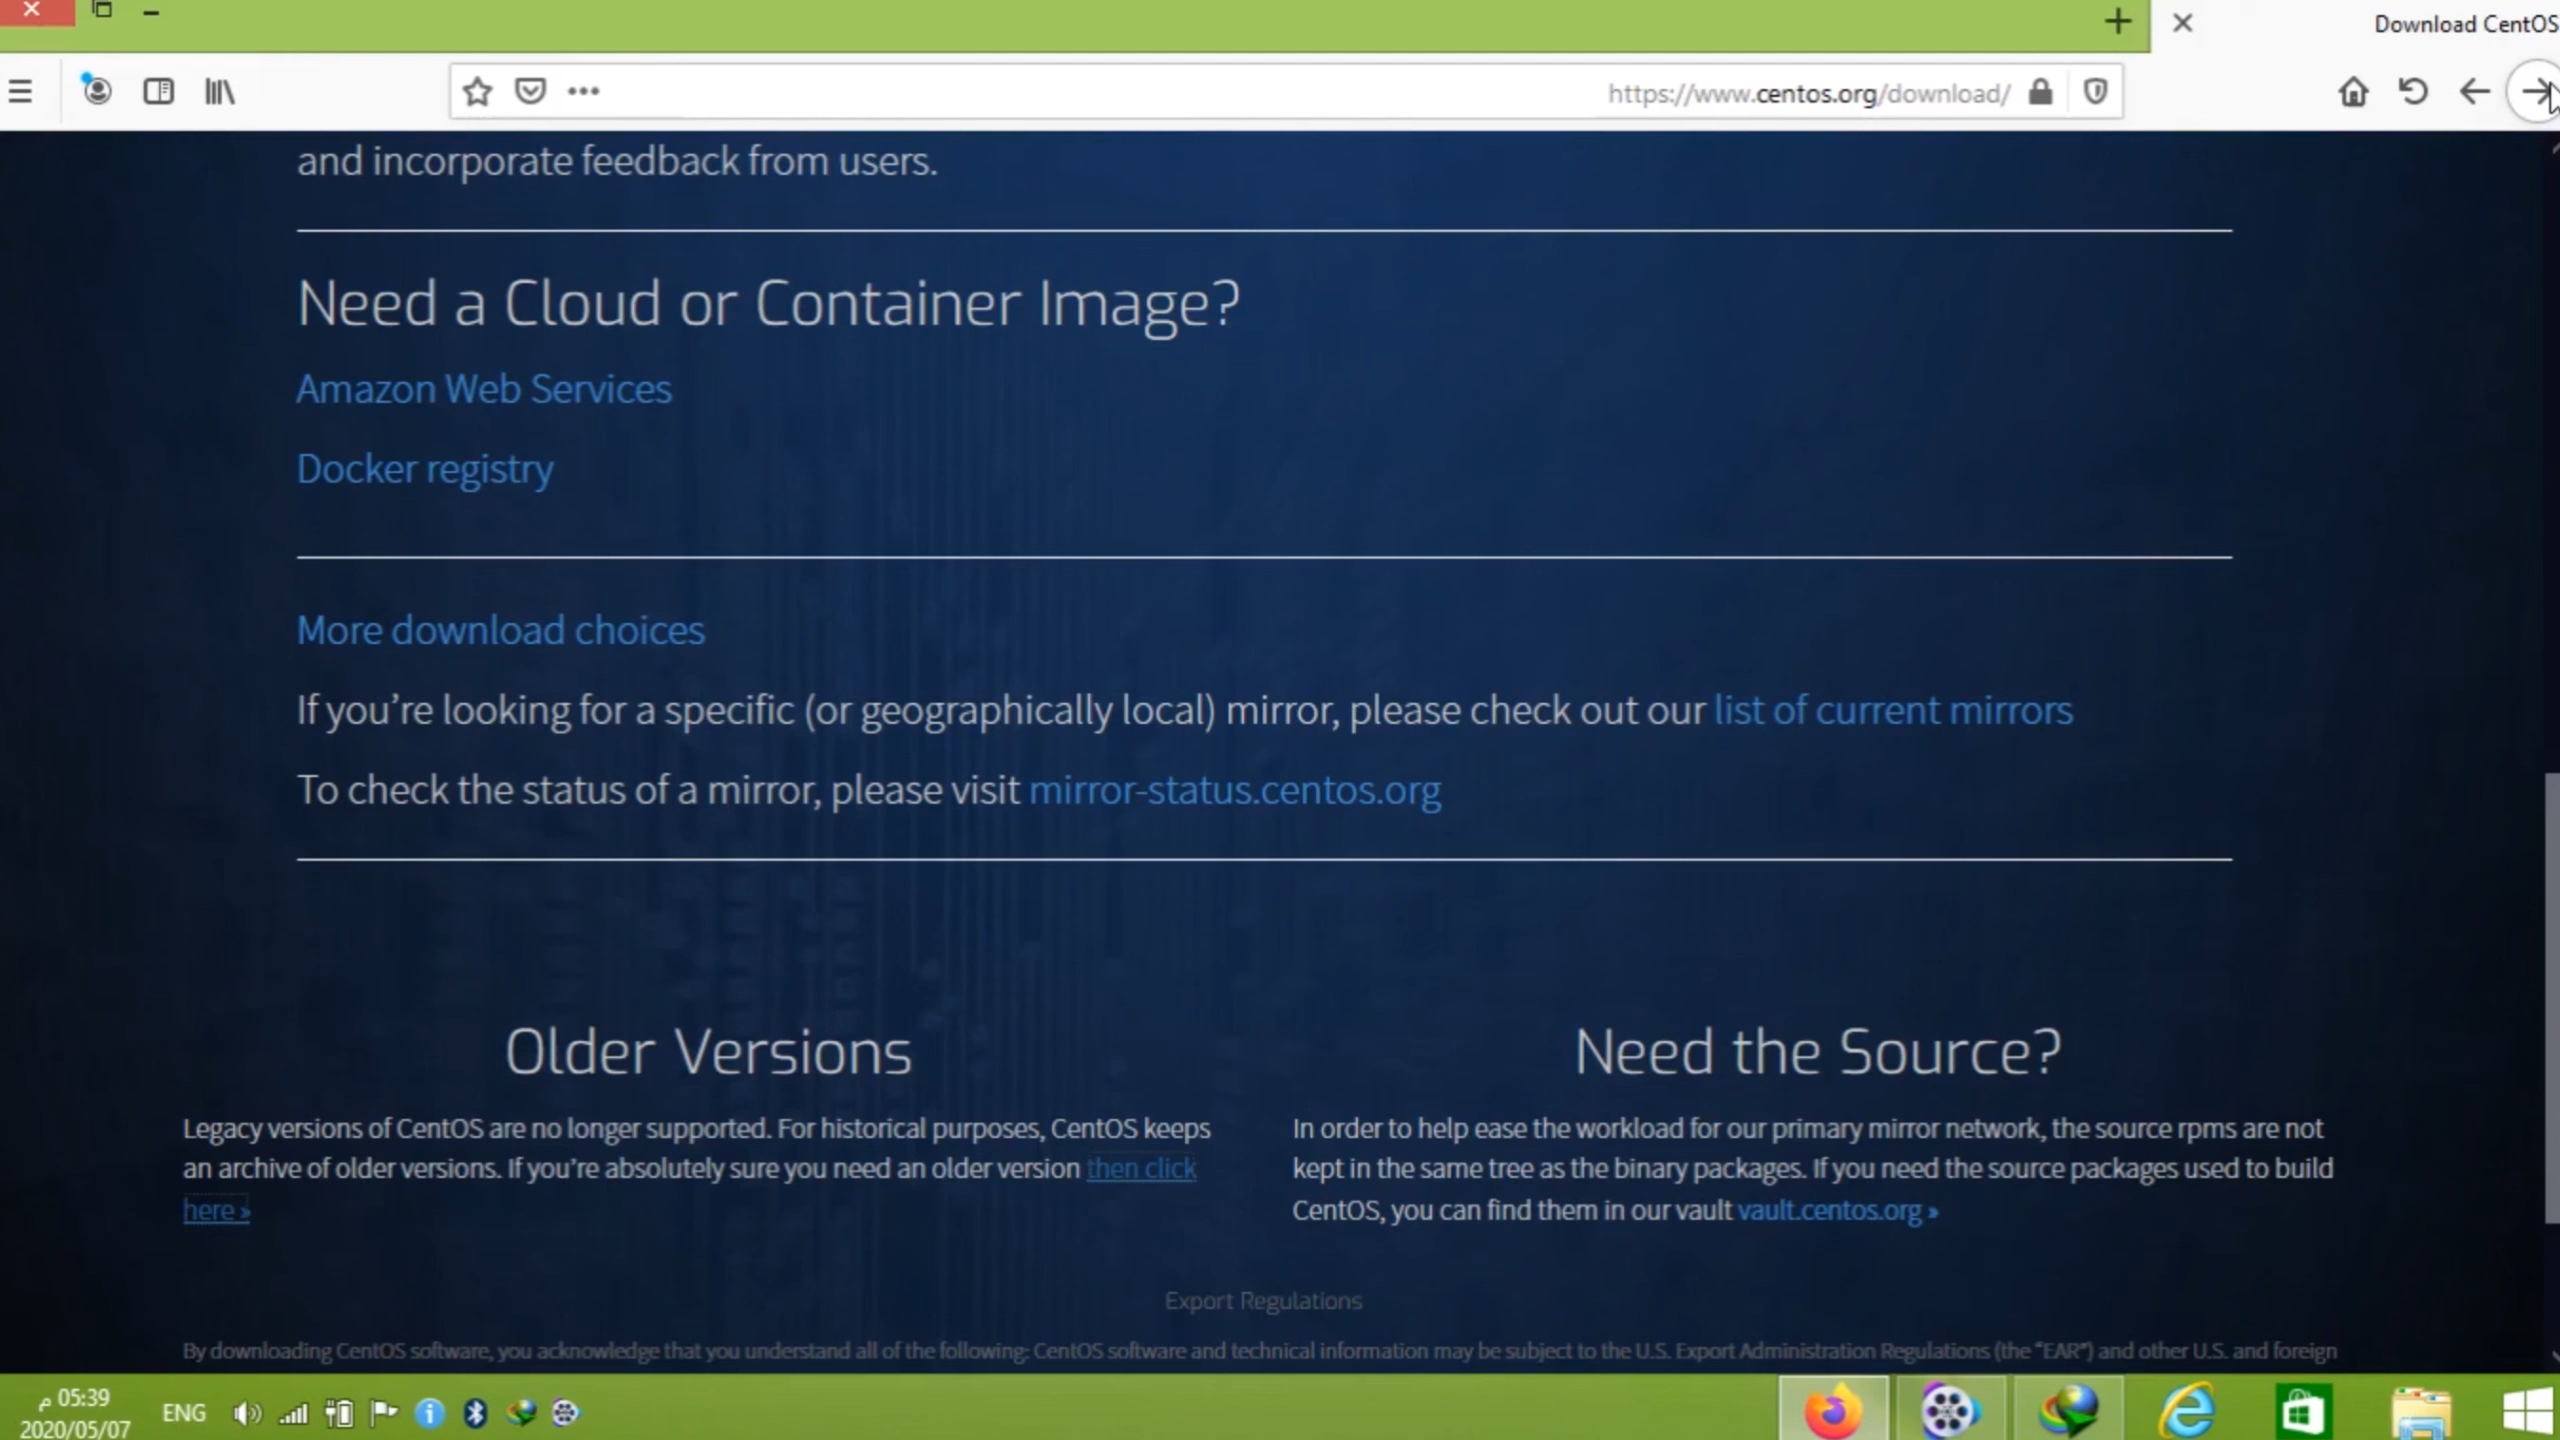 Download CentOS
https://www.centos.org/download/
and incorporate feedback from users.
Need a Cloud or Container Image?
Amazon Web Services
Docker registry
More download choices
If you’re looking for a specific (or geographically local) mirror, please check out our list of current mirrors
To check the status of a mirror, please visit mirror-status.centos.org
Older Versions
Legacy versions of CentOS are no longer supported. For historical purposes, CentOS keeps
an archive of older versions. If you’re absolutely sure you need an older version then click
here »
Need the Source?
In order to help ease the workload for our primary mirror network, the source rpms are not
kept in the same tree as the binary packages. If you need the source packages used to build
CentOS, you can find them in our vault vault.centos.org »
Export Regulations
By downloading CentOS software, you acknowledge that you understand all of the following: CentOS software and technical information may be subject to the U.S. Export Administration Regulations (the “EAR”) and other U.S. and foreign
05:39 م
ENG
2020/05/07